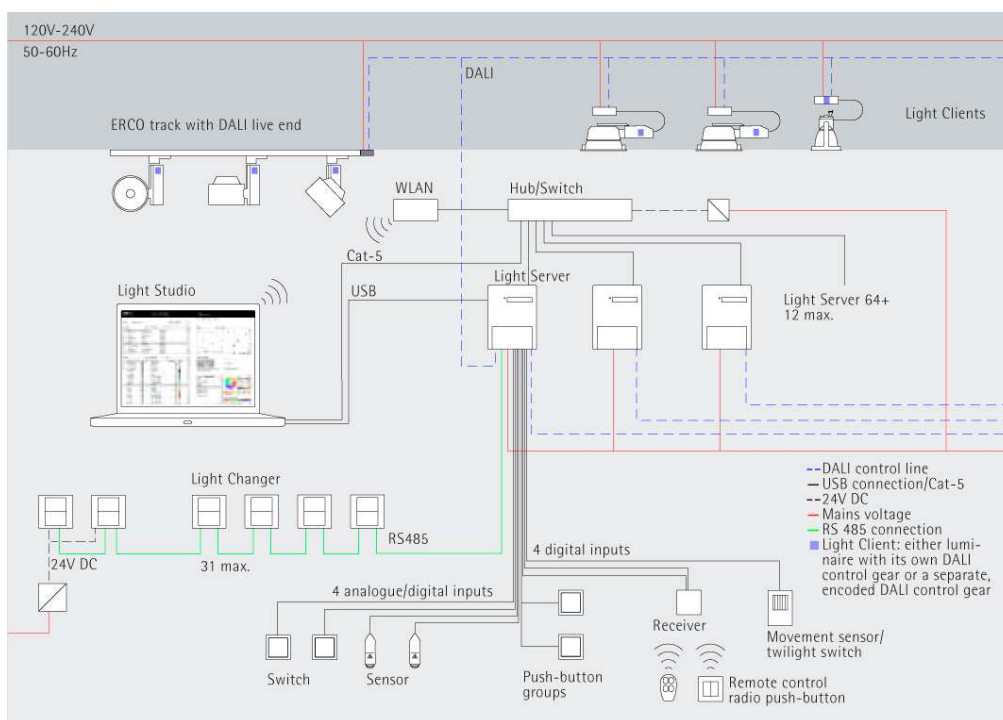 120V-240V
50-60Hz
DALI
ERCO track with DALI live end
Light Clients
WLAN
Hub/Switch
Cat-5
Light Server
Light Studio
USB
Light Server 64+
12 max.
Light Changer
RS485
24V DC
31 max.
DALI control line
USB connection/Cat-5
24V DC
Mains voltage
RS 485 connection
Light Client: either lumi-
naire with its own DALI
control gear or a separate,
encoded DALI control gear
4 digital inputs
4 analogue/digital inputs
Switch
Sensor
Push-button
groups
Receiver
Movement sensor/
twilight switch
Remote control
radio push-button